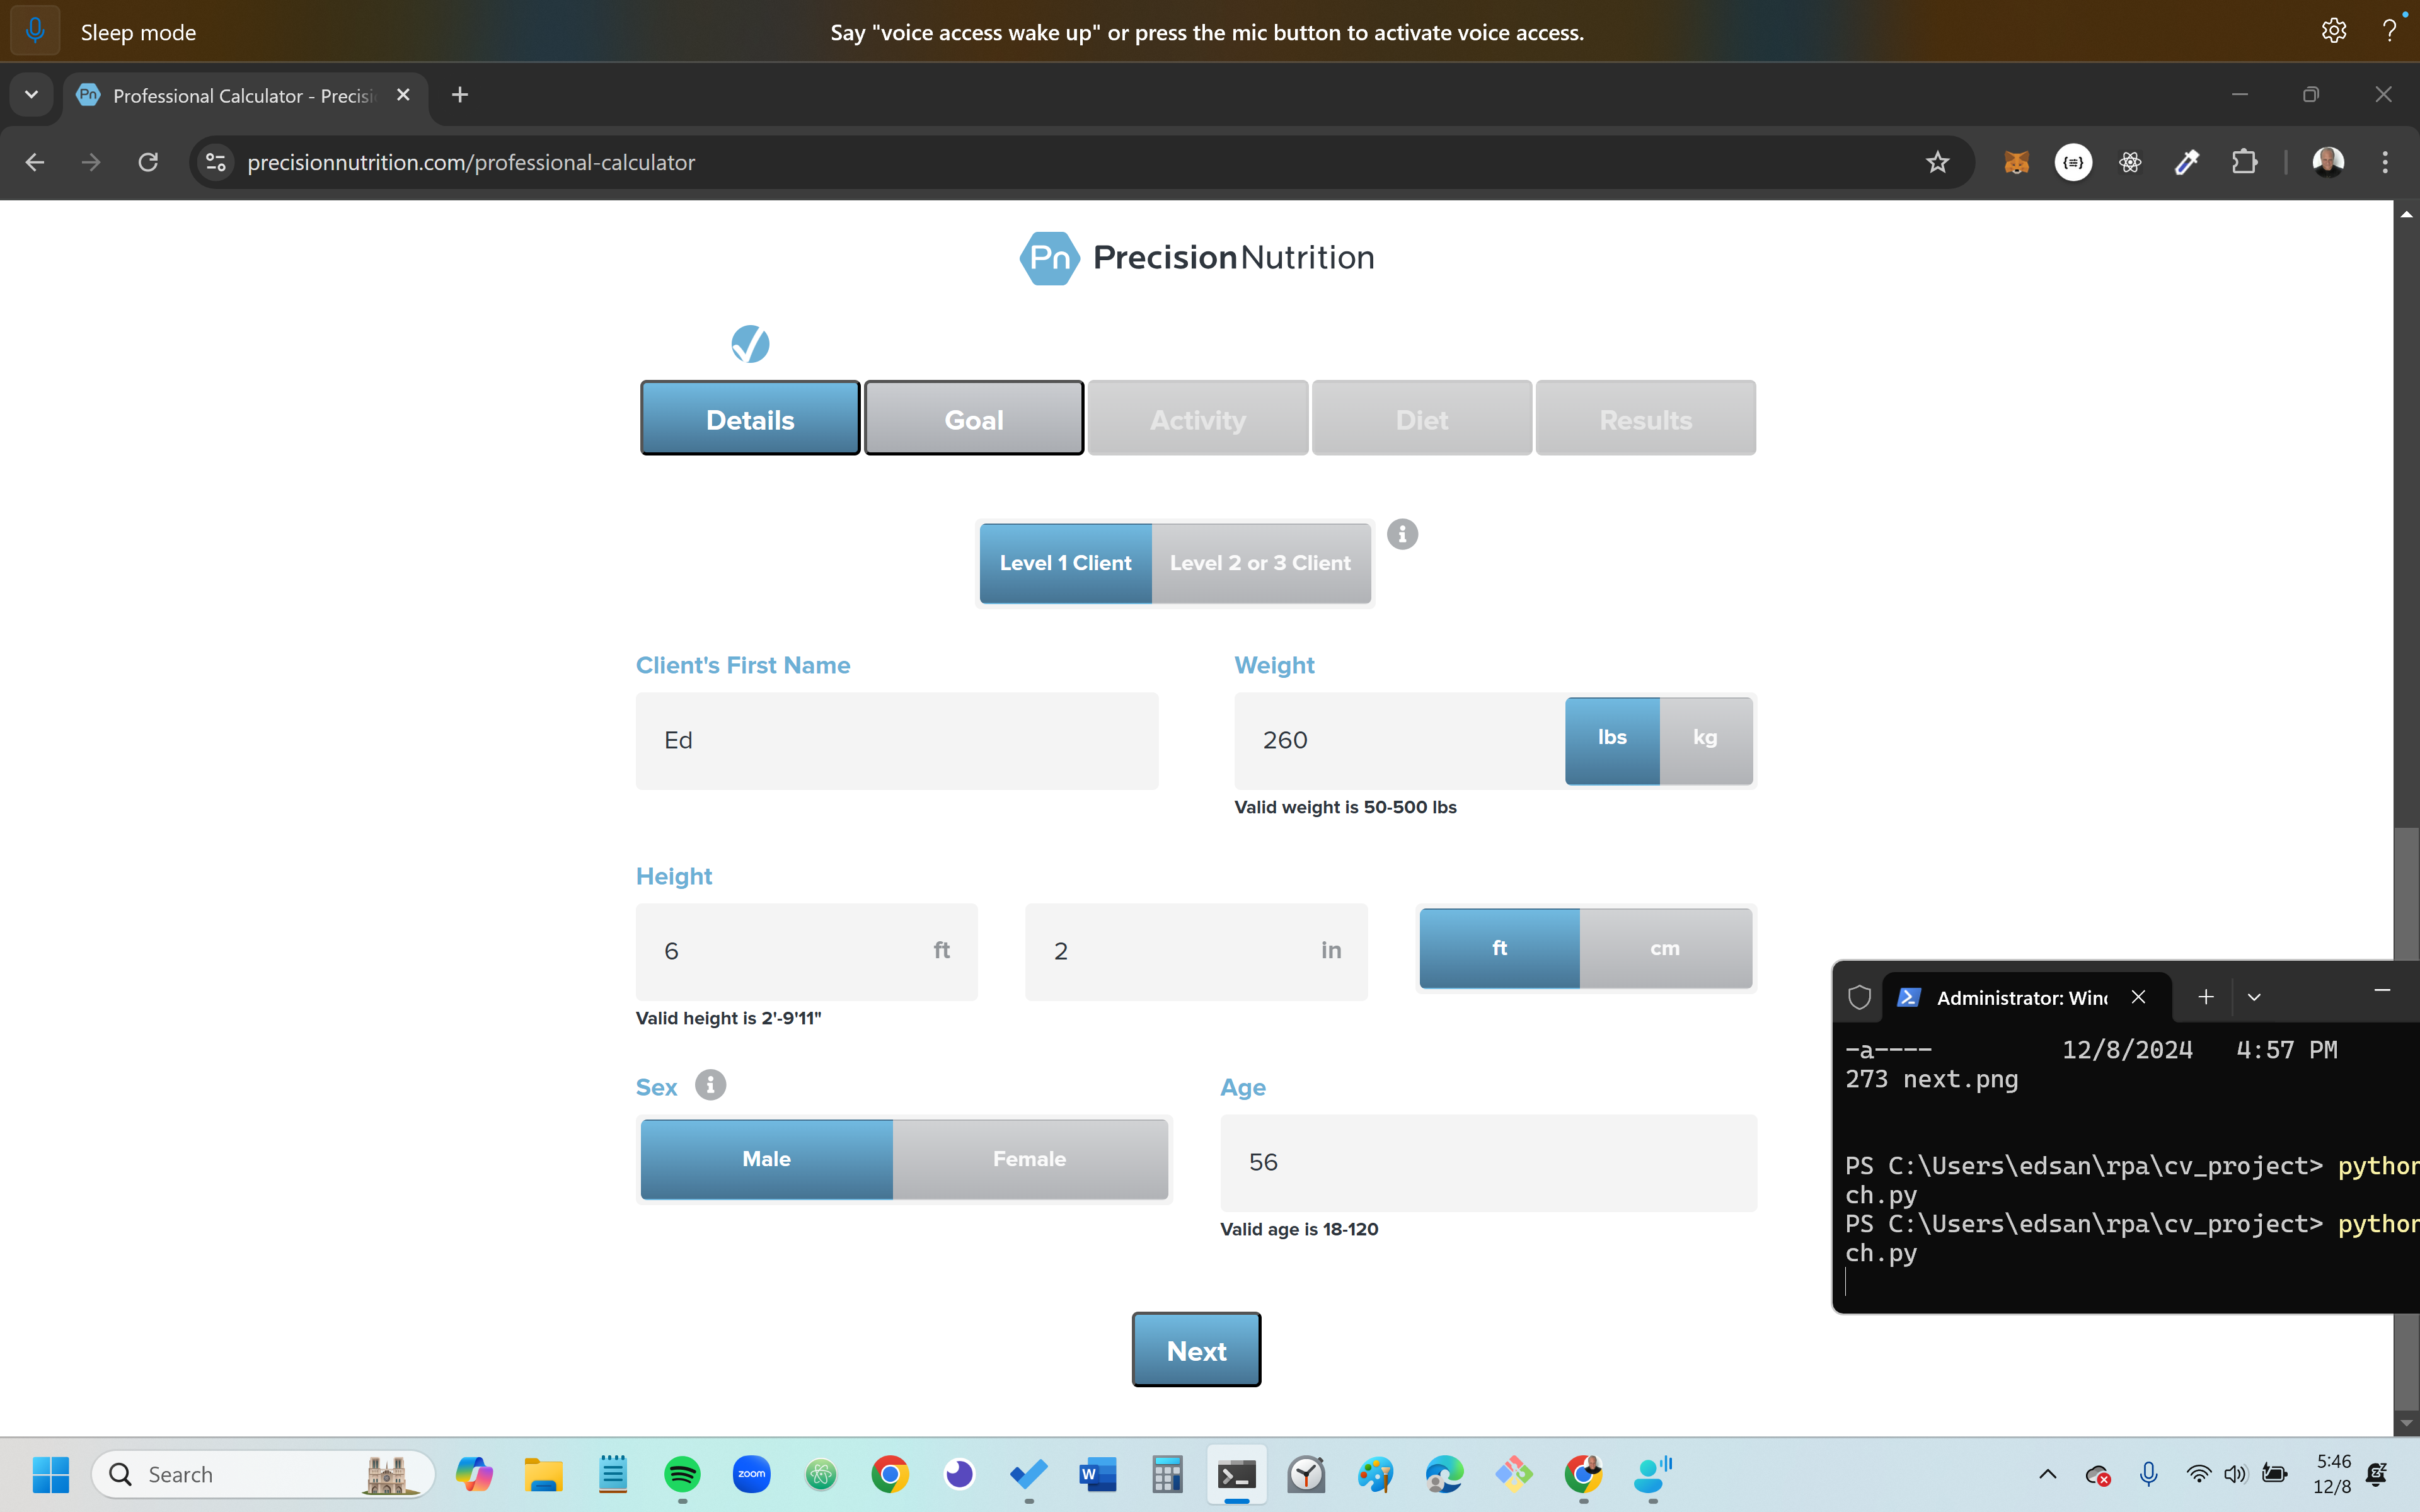 Sleep mode
Say "voice access wake up" or press the mic button to activate voice access.
Professional Calculator - Precisi
precisionnutrition.com/professional-calculator
Pn PrecisionNutrition
Details Goal Activity Diet Results
Level 1 Client Level 2 or 3 Client
Client's First Name
Ed
Weight
260 lbs kg
Valid weight is 50-500 lbs
Height
6 ft 2 in ft cm
Valid height is 2'-9'11"
Sex
Male Female
Age
56
Valid age is 18-120
Next
Administrator: Wind
-a---- 12/8/2024 4:57 PM
273 next.png
PS C:\Users\edsan\rpa\cv_project> python
ch.py
PS C:\Users\edsan\rpa\cv_project> python
ch.py
Search
zoom
5:46
12/8